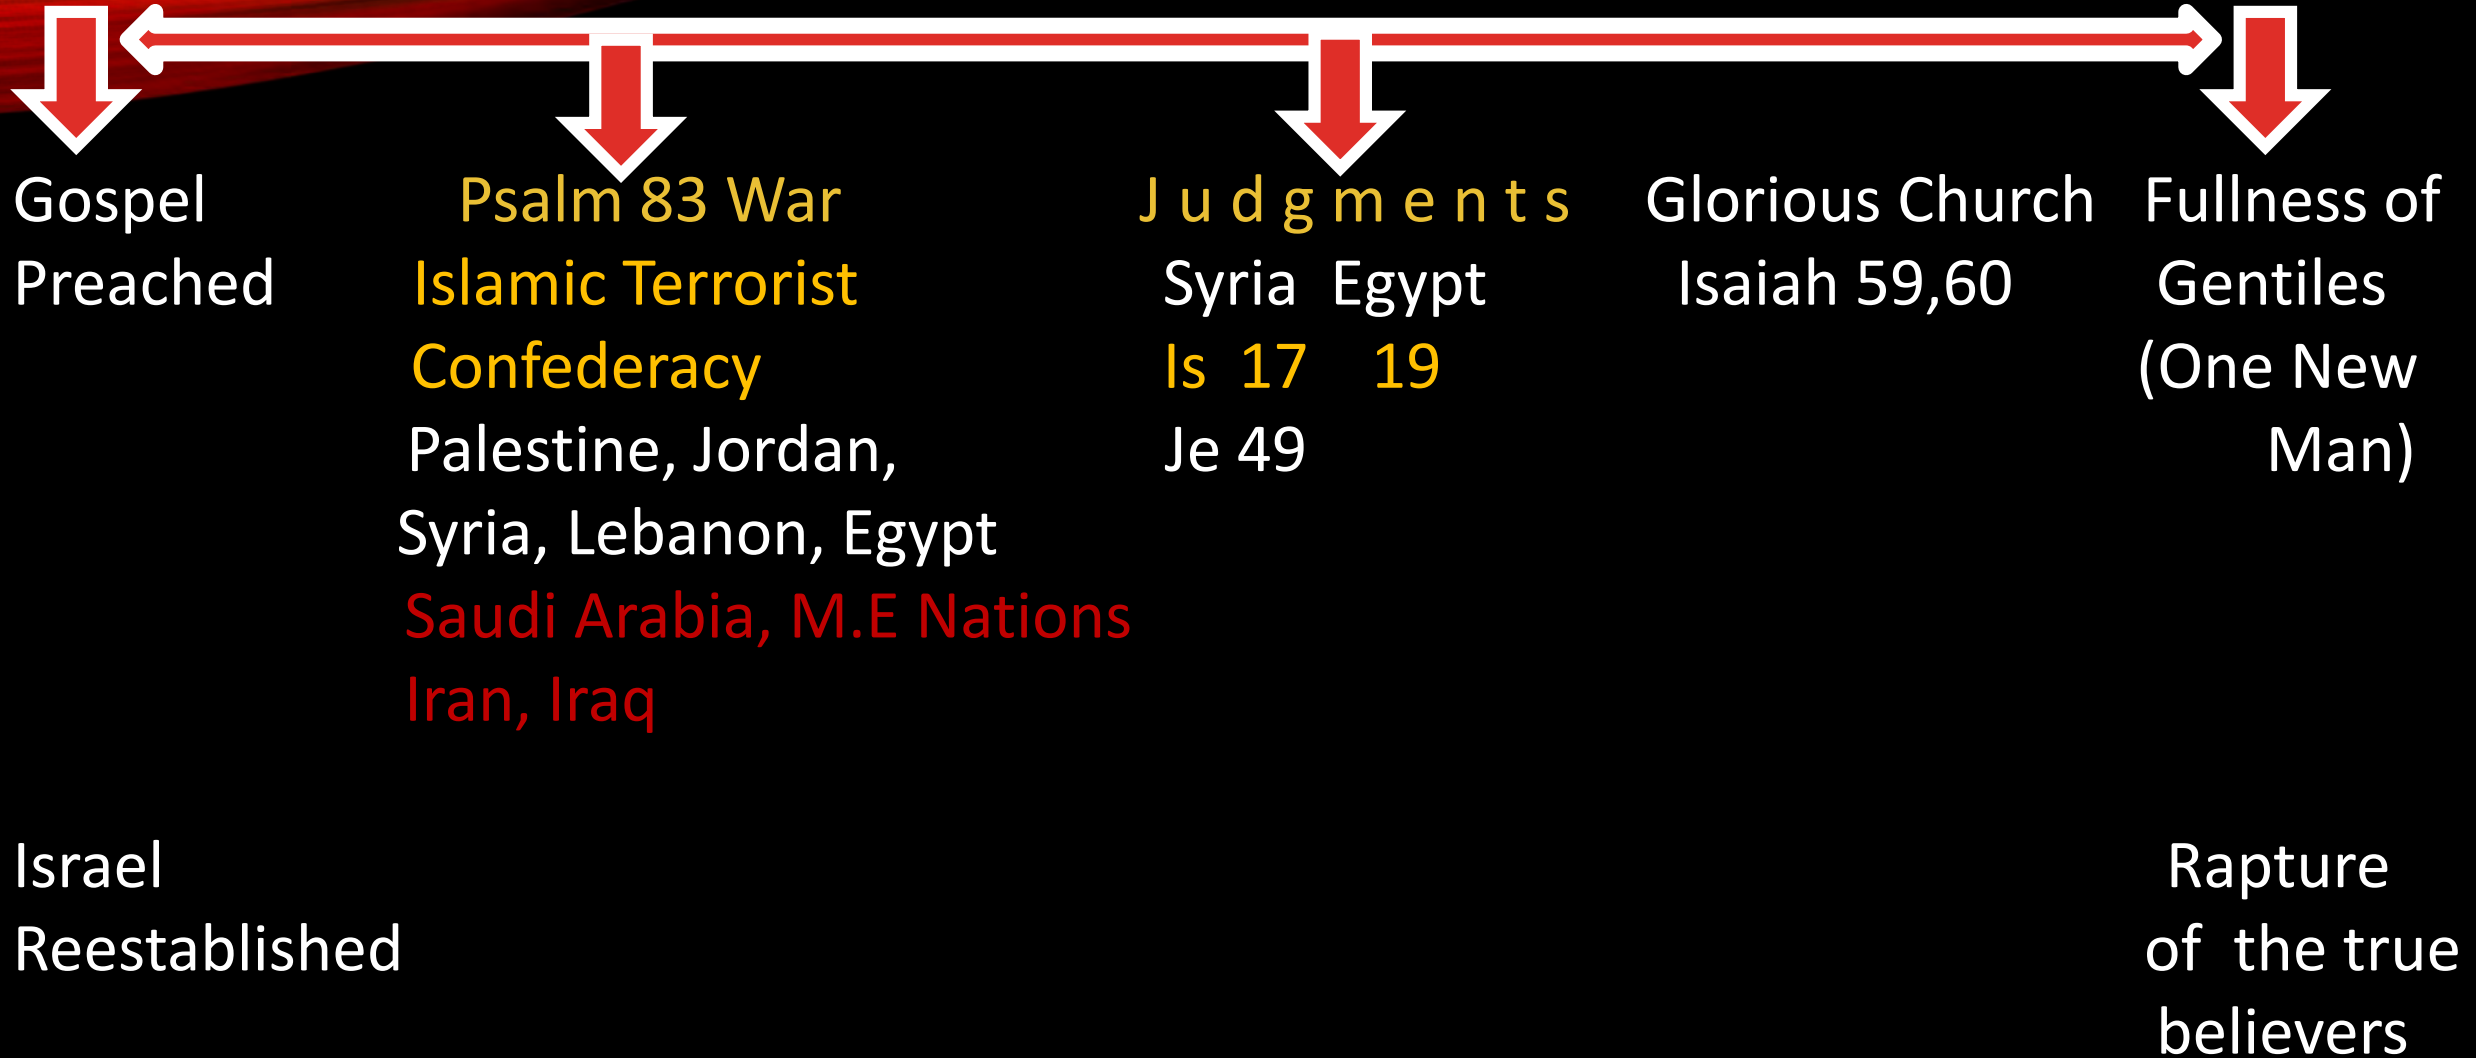 Gospel
Preached
Psalm 83 War
Islamic Terrorist
Confederacy
Palestine, Jordan,
Syria, Lebanon, Egypt
Saudi Arabia, M.E Nations
Iran, Iraq
J u d g m e n t s
Syria Egypt
Is 17 19
Je 49
Glorious Church
Isaiah 59,60
Fullness of
Gentiles
(One New
Man)
Israel
Reestablished
Rapture
of the true
believers